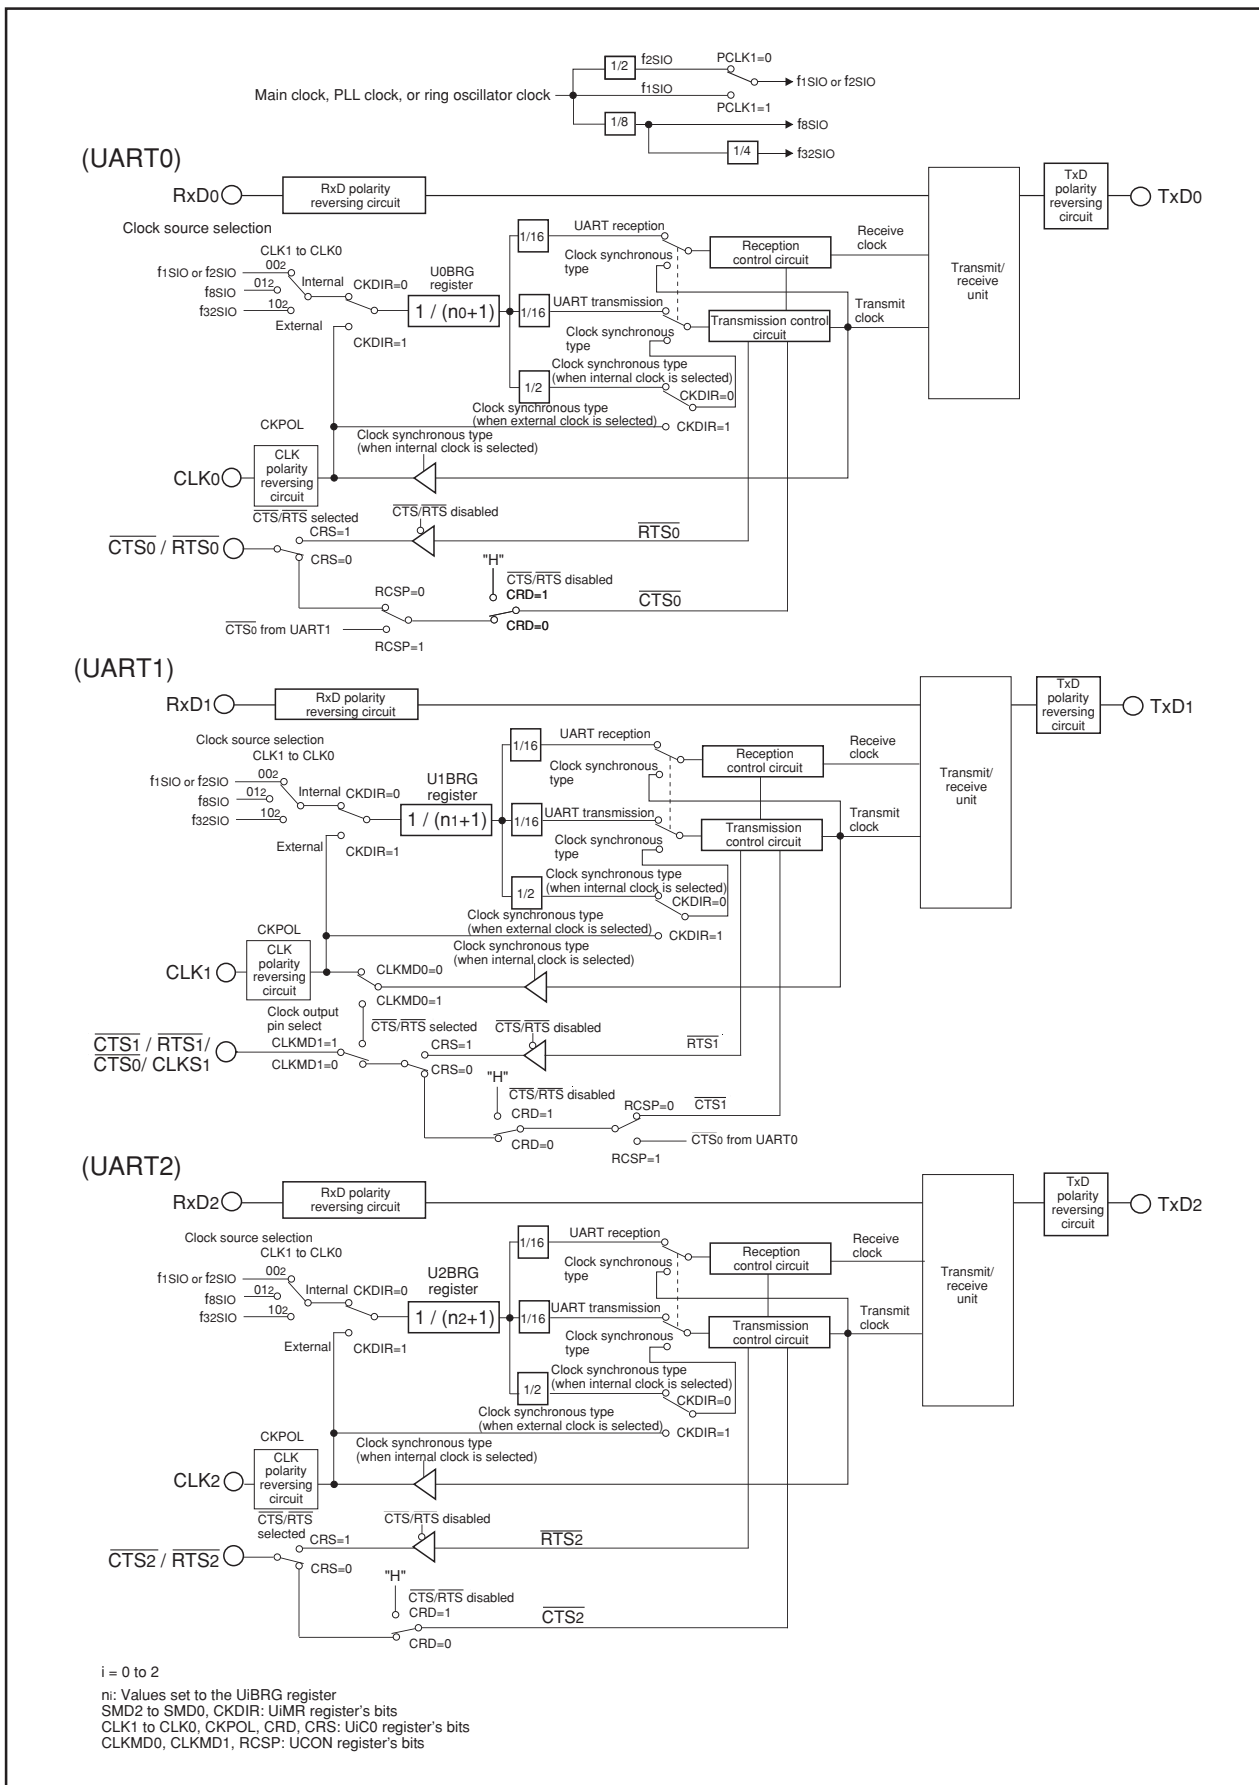 f2SIO
PCLK1=0
1/2
f1SIO or f2SIO
Main clock, PLL clock, or ring oscillator clock
f1SIO
PCLK1=1
1/8
f8SIO
1/4
f32SIO
(UART0)
RxD0
RxD polarity
reversing circuit
TxD
polarity
reversing
circuit
TxD0
Clock source selection
CLK1 to CLK0
002
f1SIO or f2SIO
012
f8SIO
102
f32SIO
Internal
CKDIR=0
External
CKDIR=1
U0BRG
register
1 / (n0+1)
1/16
UART reception
Clock synchronous
type
Reception
control circuit
Receive
clock
1/16
UART transmission
Clock synchronous
type
Transmission control
circuit
Transmit
clock
Transmit/
receive
unit
1/2
Clock synchronous type
(when internal clock is selected)
CKDIR=0
Clock synchronous type
(when external clock is selected)
CKDIR=1
CKPOL
Clock synchronous type
(when internal clock is selected)
CLK0
CLK
polarity
reversing
circuit
CTS/RTS selected
CTS/RTS disabled
CRS=1
RTS0
CTS0 / RTS0
CRS=0
"H"
CTS/RTS disabled
RCSP=0
CRD=1
CTS0
CRD=0
CTS0 from UART1
RCSP=1
(UART1)
RxD1
RxD polarity
reversing circuit
TxD
polarity
reversing
circuit
TxD1
Clock source selection
CLK1 to CLK0
002
f1SIO or f2SIO
012
f8SIO
102
f32SIO
Internal
CKDIR=0
External
CKDIR=1
U1BRG
register
1 / (n1+1)
1/16
UART reception
Clock synchronous
type
Reception
control circuit
Receive
clock
1/16
UART transmission
Clock synchronous
type
Transmission
control circuit
Transmit
clock
Transmit/
receive
unit
1/2
Clock synchronous type
(when internal clock is selected)
CKDIR=0
Clock synchronous type
(when external clock is selected)
CKDIR=1
CKPOL
Clock synchronous type
(when internal clock is selected)
CLK1
CLK
polarity
reversing
circuit
CLKMD0=0
CLKMD0=1
Clock output
pin select
CTS/RTS selected
CTS/RTS disabled
CTS1 / RTS1/
CTS0/ CLKS1
CLKMD1=1
CLKMD1=0
CRS=1
CRS=0
RTS1
"H"
CTS/RTS disabled
CRD=1
RCSP=0
CTS1
CRD=0
CTS0 from UART0
RCSP=1
(UART2)
RxD2
RxD polarity
reversing circuit
TxD
polarity
reversing
circuit
TxD2
Clock source selection
CLK1 to CLK0
002
f1SIO or f2SIO
012
f8SIO
102
f32SIO
Internal
CKDIR=0
External
CKDIR=1
U2BRG
register
1 / (n2+1)
1/16
UART reception
Clock synchronous
type
Reception
control circuit
Receive
clock
1/16
UART transmission
Clock synchronous
type
Transmission
control circuit
Transmit
clock
Transmit/
receive
unit
1/2
Clock synchronous type
(when internal clock is selected)
CKDIR=0
Clock synchronous type
(when external clock is selected)
CKDIR=1
CKPOL
Clock synchronous type
(when internal clock is selected)
CLK2
CLK
polarity
reversing
circuit
CTS/RTS
selected
CTS/RTS disabled
CRS=1
RTS2
CTS2 / RTS2
CRS=0
"H"
CTS/RTS disabled
CRD=1
CTS2
CRD=0
i = 0 to 2
ni: Values set to the UiBRG register
SMD2 to SMD0, CKDIR: UiMR register's bits
CLK1 to CLK0, CKPOL, CRD, CRS: UiC0 register's bits
CLKMD0, CLKMD1, RCSP: UCON register's bits